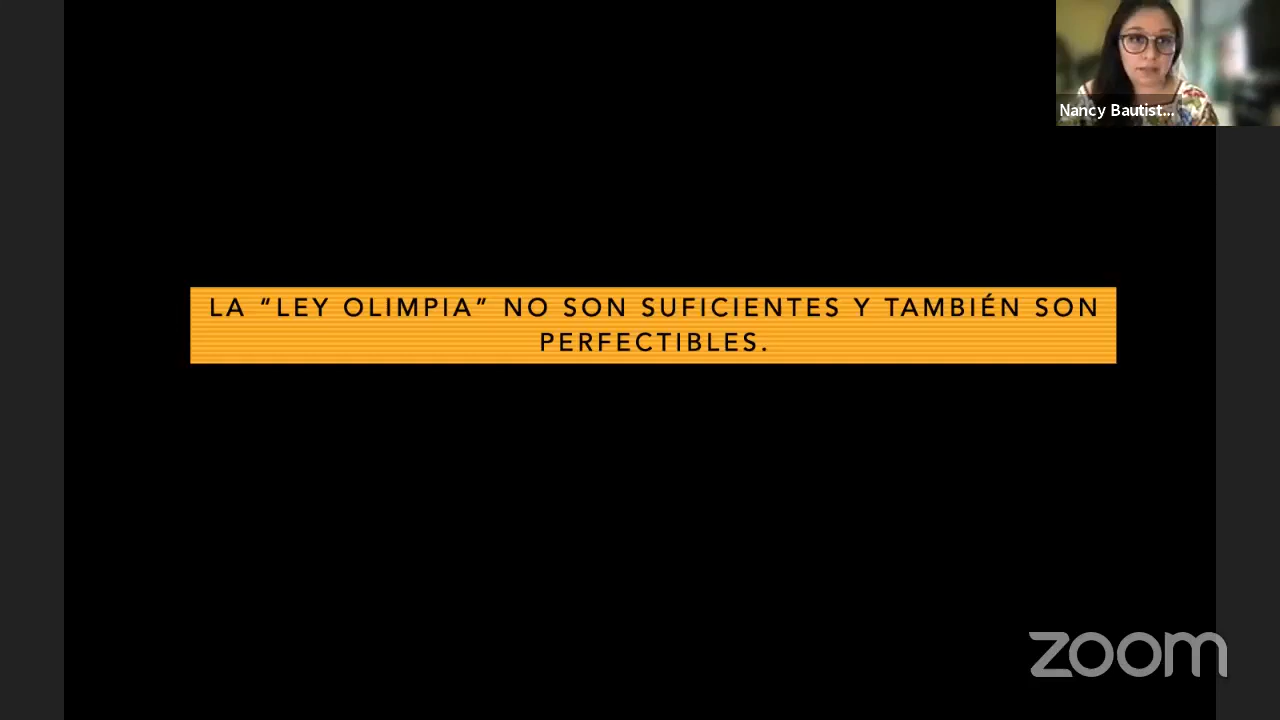 Nancy Bautist...
LA “LEY OLIMPIA” NO SON SUFICIENTES Y TAMBIÉN SON
PERFECTIBLES.
zoom